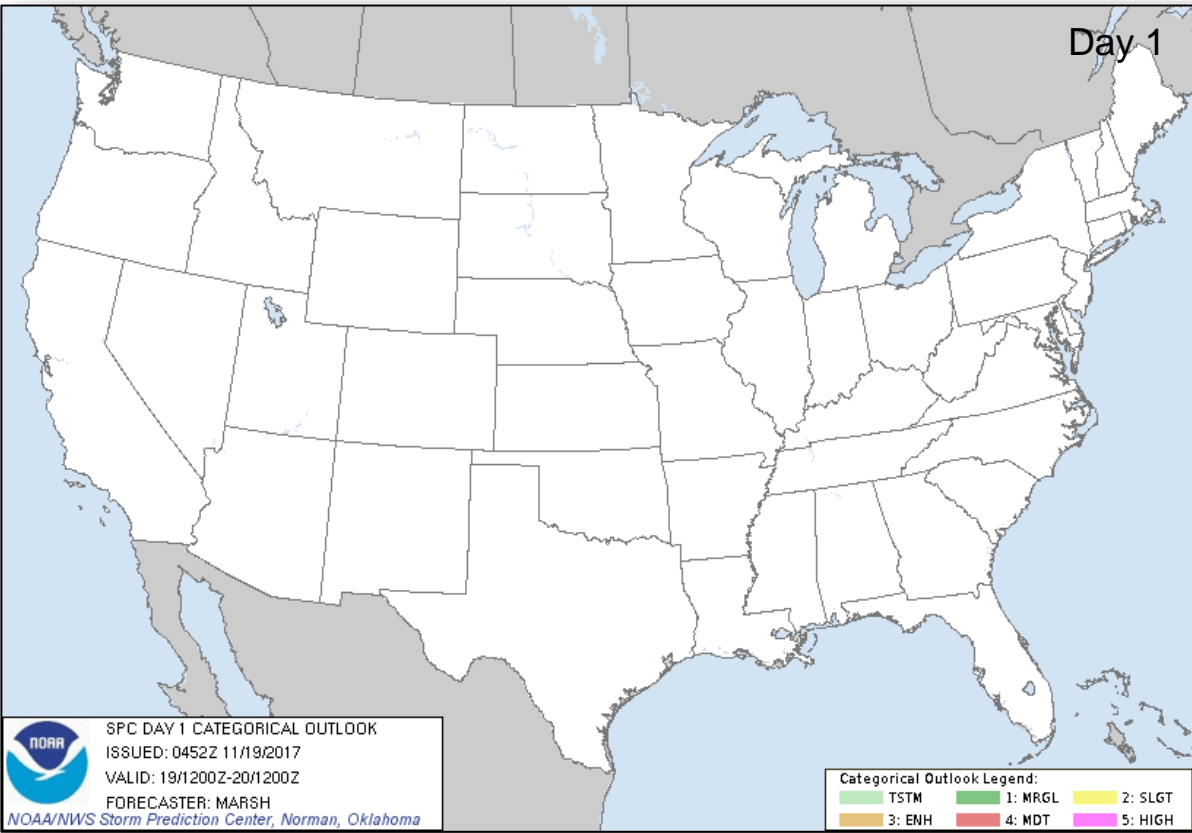 Day 1
NOAA
SPC DAY 1 CATEGORICAL OUTLOOK
ISSUED: 0452Z 11/19/2017
VALID: 19/1200Z-20/1200Z
FORECASTER: MARSH
NOAA/NWS Storm Prediction Center, Norman, Oklahoma
Categorical Outlook Legend:
TSTM 1: MRGL 2: SLGT
3: ENH 4: MDT 5: HIGH